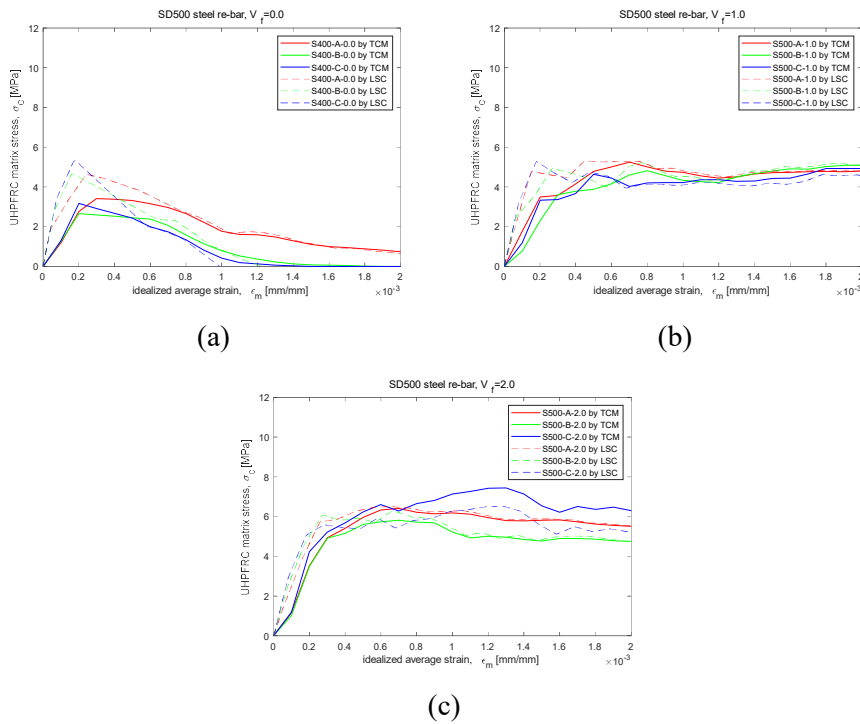 SD500 steel re-bar, V f=0.0
12
10
8
6
4
2
0
UHPFRC matrix stress, σC [MPa]
S400-A-0.0 by TCM
S400-B-0.0 by TCM
S400-C-0.0 by TCM
S400-A-0.0 by LSC
S400-B-0.0 by LSC
S400-C-0.0 by LSC
0 0.2 0.4 0.6 0.8 1 1.2 1.4 1.6 1.8 2
×10-3
idealized average strain, ϵm [mm/mm]
(a)
SD500 steel re-bar, V f=1.0
12
10
8
6
4
2
0
UHPFRC matrix stress, σC [MPa]
S500-A-1.0 by TCM
S500-B-1.0 by TCM
S500-C-1.0 by TCM
S500-A-1.0 by LSC
S500-B-1.0 by LSC
S500-C-1.0 by LSC
0 0.2 0.4 0.6 0.8 1 1.2 1.4 1.6 1.8 2
×10-3
idealized average strain, ϵm [mm/mm]
(b)
SD500 steel re-bar, V f=2.0
12
10
8
6
4
2
0
UHPFRC matrix stress, σC [MPa]
S500-A-2.0 by TCM
S500-B-2.0 by TCM
S500-C-2.0 by TCM
S500-A-2.0 by LSC
S500-B-2.0 by LSC
S500-C-2.0 by LSC
0 0.2 0.4 0.6 0.8 1 1.2 1.4 1.6 1.8 2
×10-3
idealized average strain, ϵm [mm/mm]
(c)